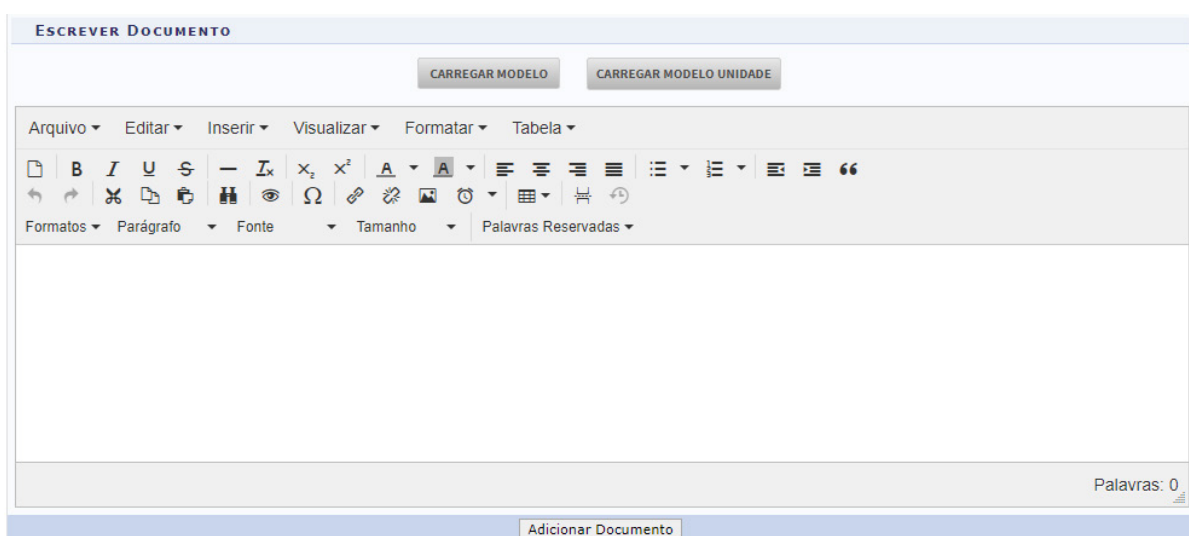 Escrever Documento
CARREGAR MODELO CARREGAR MODELO UNIDADE
Arquivo Editar Inserir Visualizar Formatar Tabela
Formatos Parágrafo Fonte Tamanho Palavras Reservadas
Palavras: 0
Adicionar Documento